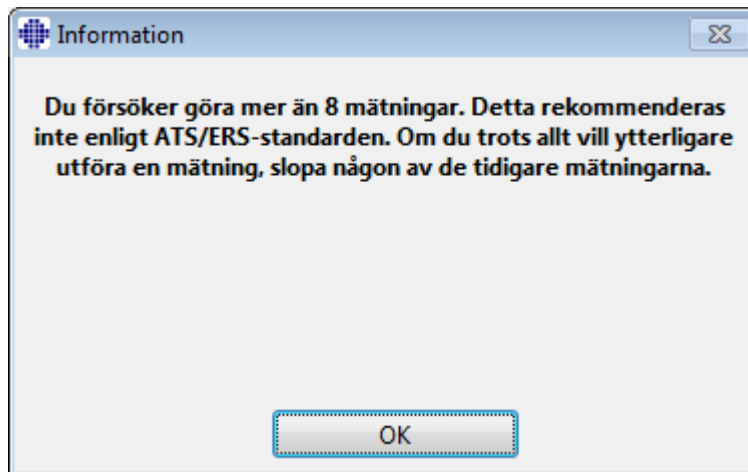 Information
Du försöker göra mer än 8 mätningar. Detta rekommenderas
inte enligt ATS/ERS-standarden. Om du trots allt vill ytterligare
utföra en mätning, slopa någon av de tidigare mätningarna.
OK